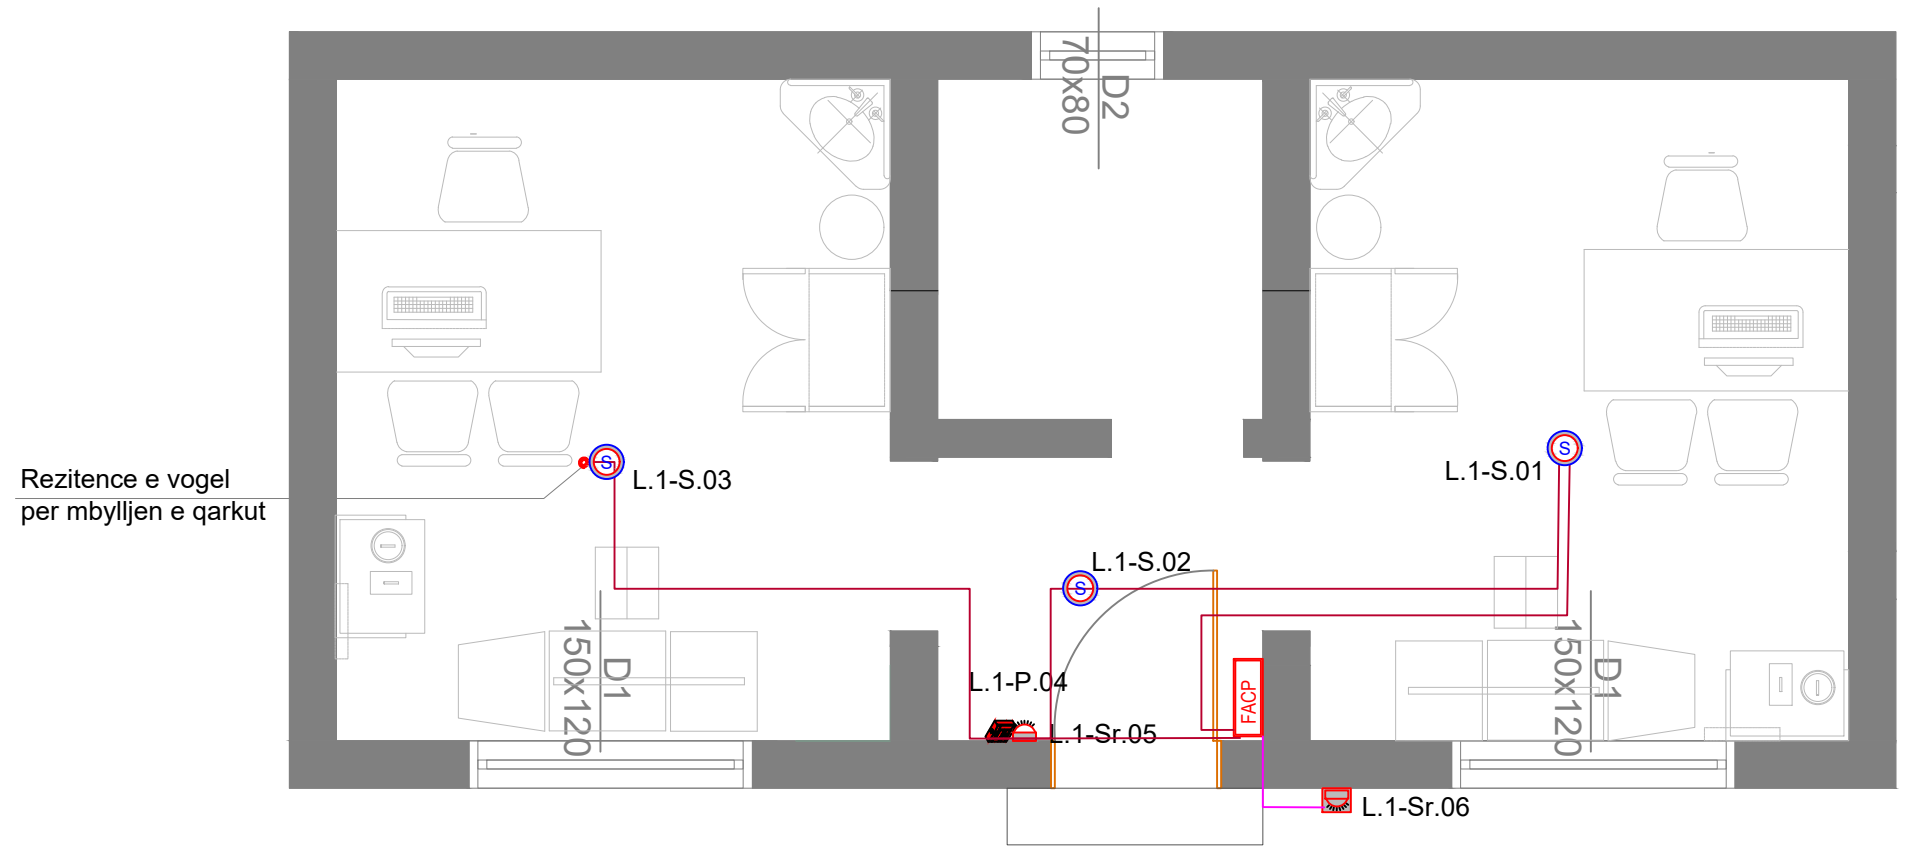 D2
70x80
Rezitence e vogel
per mbylljen e qarkut
S
L.1-S.03
S
L.1-S.01
L.1-S.02
S
D1
150x120
L.1-P.04
L.1-Sr.05
FACP
D1
150x120
L.1-Sr.06